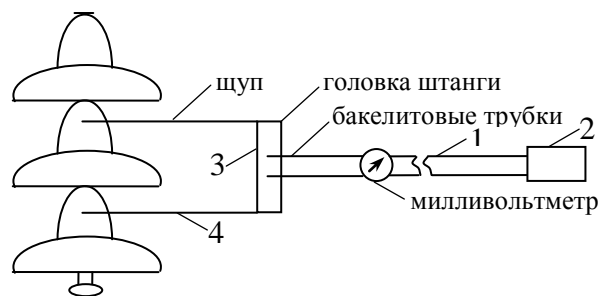 щуп
головка штанги
бакелитовые трубки
1
2
3
милливольтметр
4